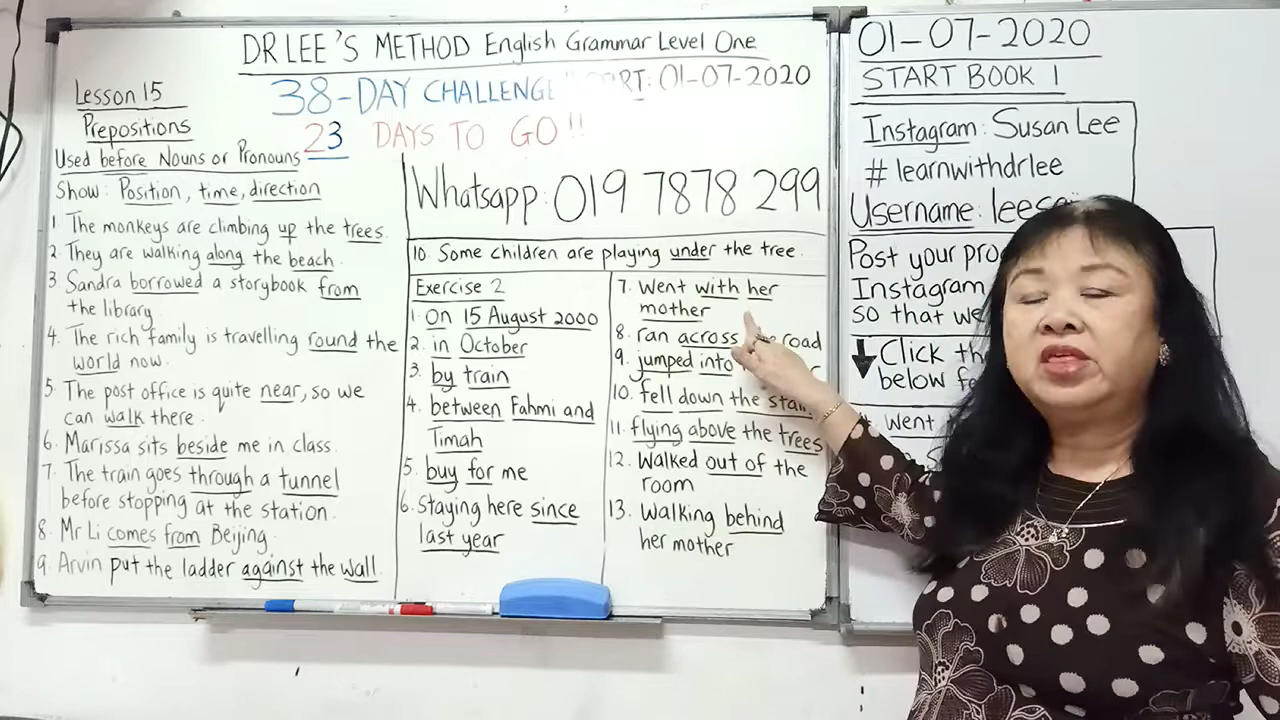 DR LEE'S METHOD English Grammar Level One
38-DAY CHALLENGE!! START: 01-07-2020
23 DAYS TO GO!!
Lesson 15
Prepositions
Used before Nouns or Pronouns
Show: Position, time, direction
1. The monkeys are climbing up the trees.
2. They are walking along the beach.
3. Sandra borrowed a storybook from
the library.
4. The rich family is travelling round the
world now.
5. The post office is quite near, so we
can walk there.
6. Marissa sits beside me in class.
7. The train goes through a tunnel
before stopping at the station.
8. Mr Li comes from Beijing.
9. Arvin put the ladder against the wall.
Whatsapp: 019 7878 299
10. Some children are playing under the tree.
Exercise 2
1. On 15 August 2000
2. in October
3. by train
4. between Fahmi and
Timah
5. buy for me
6. Staying here since
last year
7. Went with her
mother
8. ran across road
9. jumped into
10. fell down the
11. flying above the trees
12. Walked out of the
room
13. Walking behind
her mother
01-07-2020
START BOOK 1
Instagram: Susan Lee
# learnwithdrlee
Username:
Post your
Instagram
so that
Click
below
Went